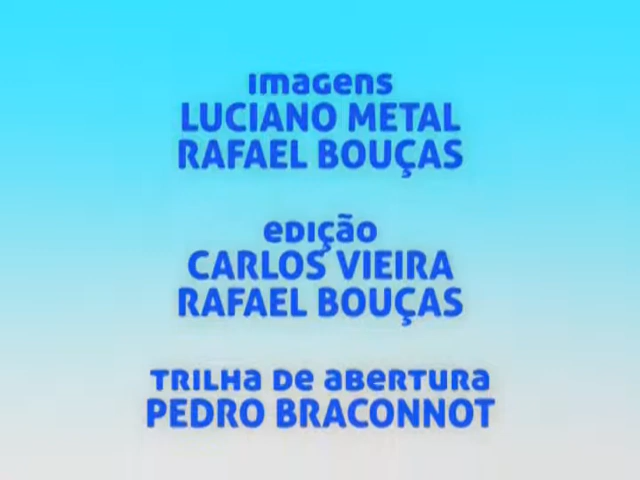 imagens
LUCIANO METAL
RAFAEL BOUÇAS
edição
CARLOS VIEIRA
RAFAEL BOUÇAS
TRILHA DE ABERTURA
PEDRO BRACONNOT